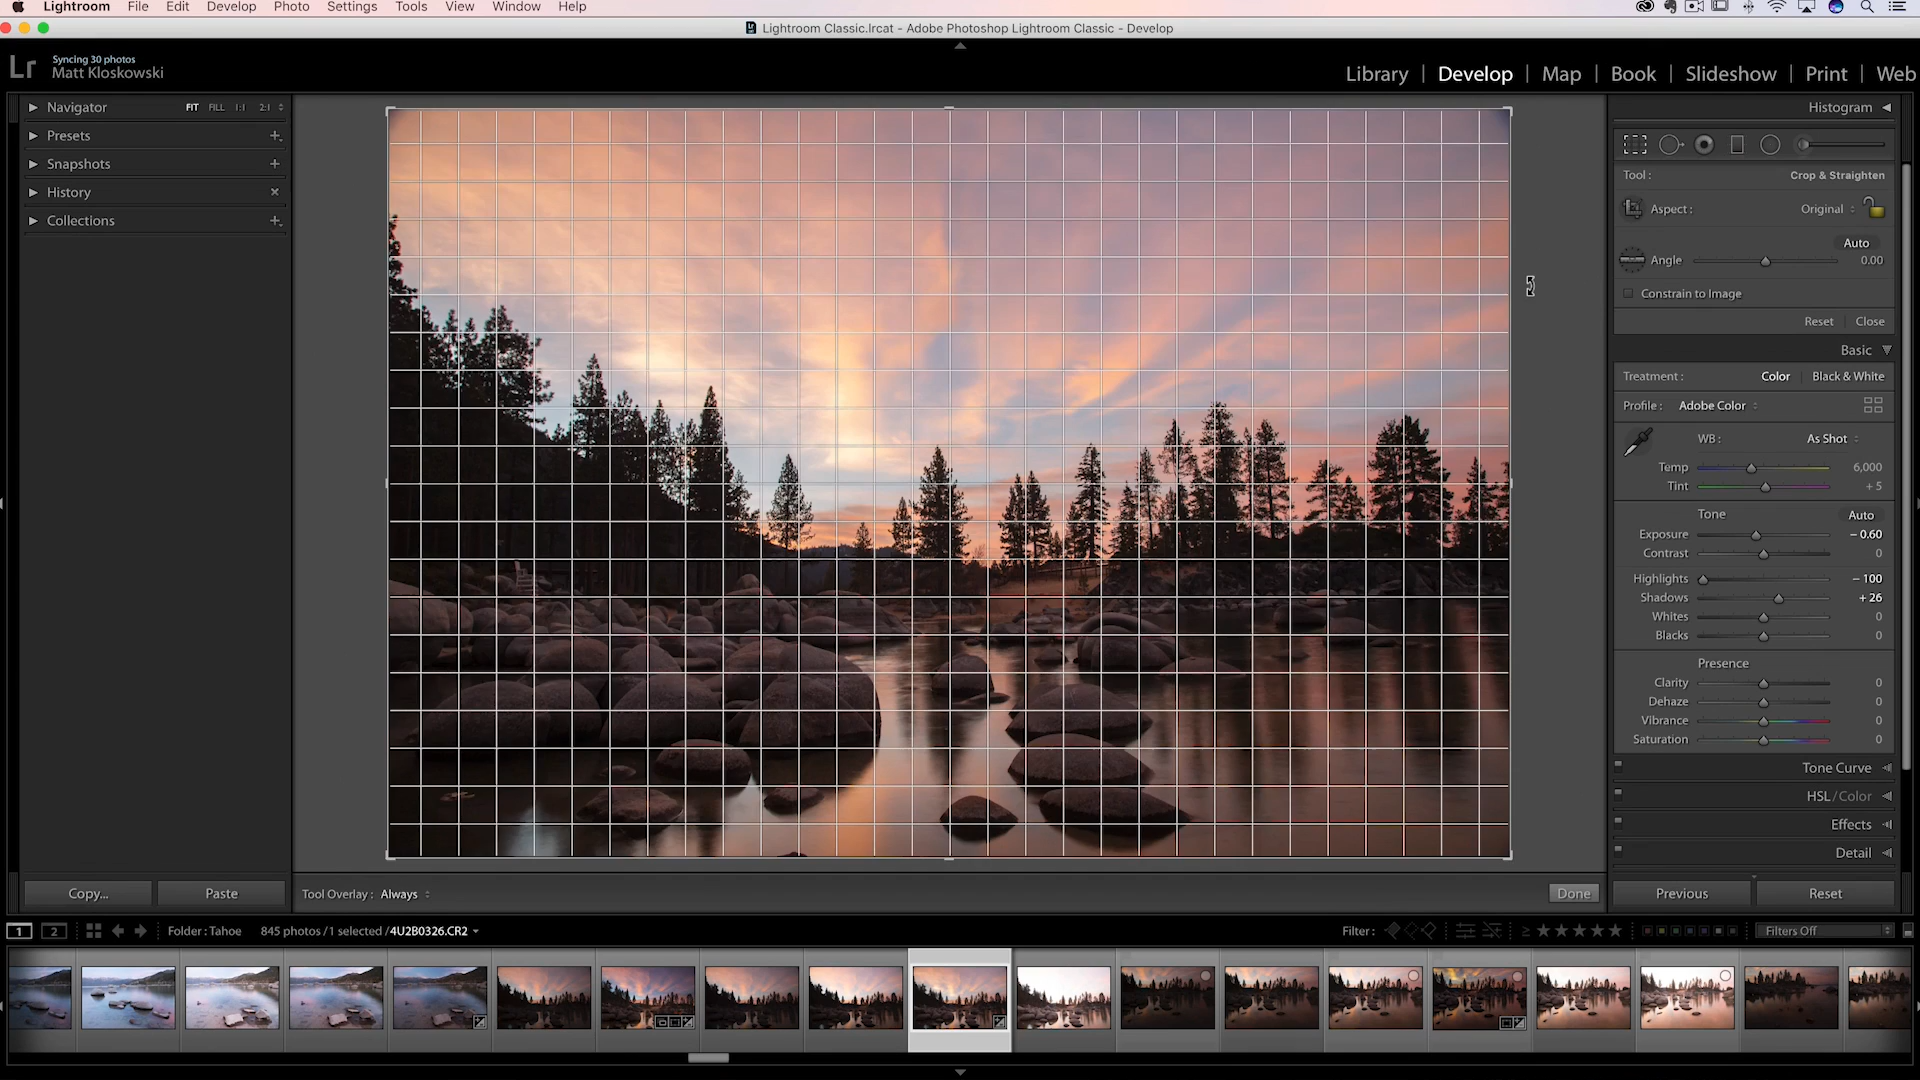 Lightroom File Edit Develop Photo Settings Tools View Window Help
Lightroom Classic.lrcat - Adobe Photoshop Lightroom Classic - Develop
Lr
Syncing 30 photos
Matt Kloskowski
Library | Develop | Map | Book | Slideshow | Print | Web
Navigator FIT FILL 1:1 2:1
Presets
Snapshots
History
Collections
Histogram
Tool : Crop & Straighten
Aspect : Original
Auto
Angle 0.00
Constrain to Image
Reset Close
Basic
Treatment : Color Black & White
Profile : Adobe Color
WB : As Shot
Temp 6,000
Tint + 5
Tone Auto
Exposure – 0.60
Contrast 0
Highlights – 100
Shadows + 26
Whites 0
Blacks 0
Presence
Clarity 0
Dehaze 0
Vibrance 0
Saturation 0
Tone Curve
HSL / Color
Effects
Detail
Copy... Paste
Tool Overlay : Always
Done
Previous Reset
1 2 Folder : Tahoe 845 photos / 1 selected / 4U2B0326.CR2
Filter : ≥ ★★★★★ Filters Off